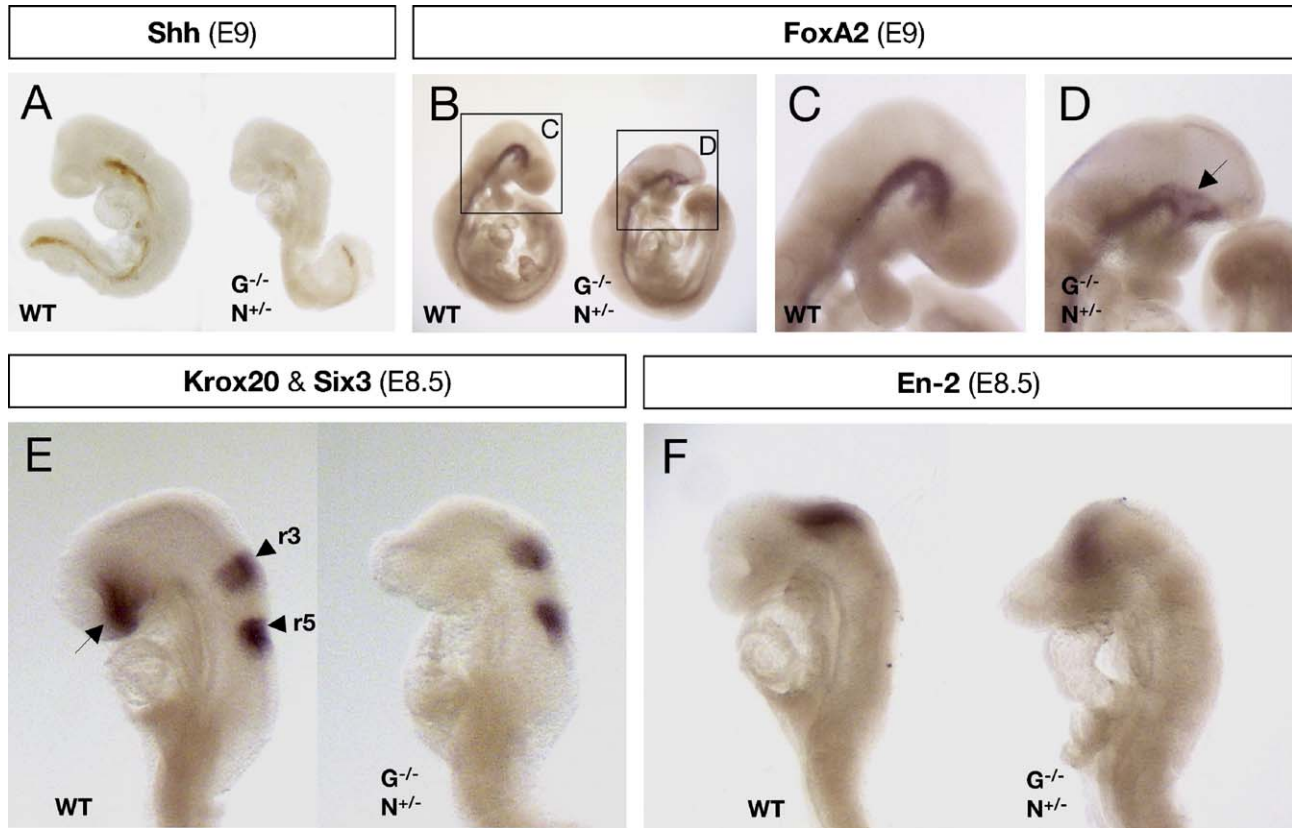 Shh (E9)
FoxA2 (E9)
A
WT
G-/-
N+/-
B
C
D
G-/-
N+/-
WT
C
WT
D
G-/-
N+/-
Krox20 & Six3 (E8.5)
En-2 (E8.5)
E
r3
r5
WT
G-/-
N+/-
F
WT
G-/-
N+/-